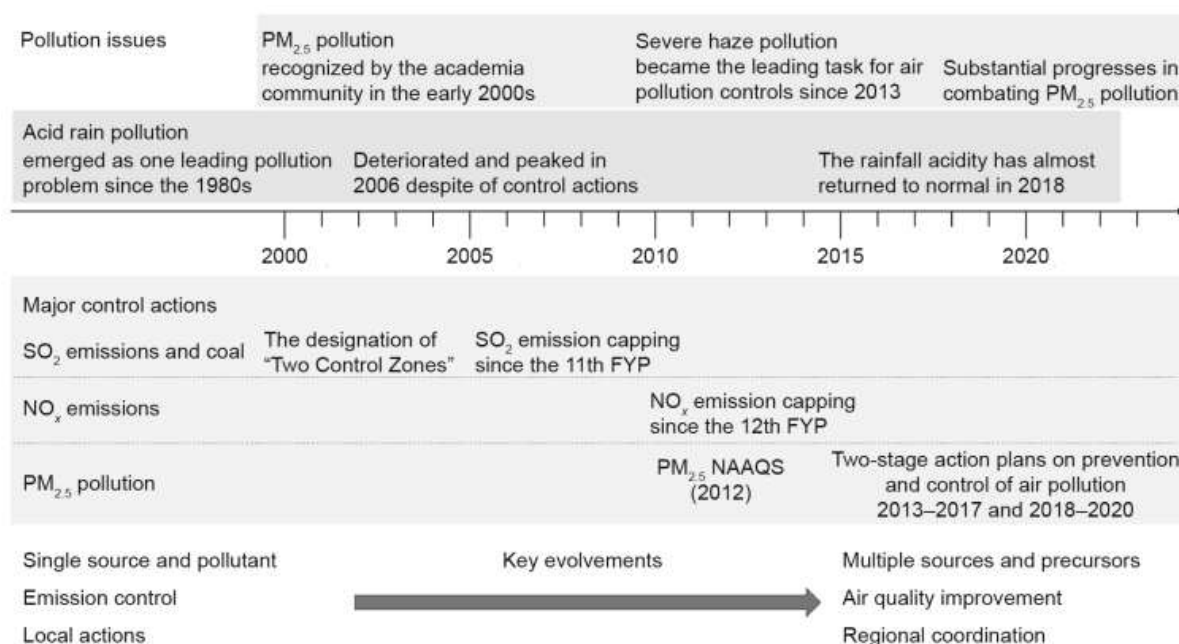 Pollution issues
PM2.5 pollution
recognized by the academia
community in the early 2000s
Severe haze pollution
became the leading task for air
pollution controls since 2013
Substantial progresses in
combating PM2.5 pollution
Acid rain pollution
emerged as one leading pollution
problem since the 1980s
Deteriorated and peaked in
2006 despite of control actions
The rainfall acidity has almost
returned to normal in 2018
2000 2005 2010 2015 2020
Major control actions
SO2 emissions and coal
The designation of
“Two Control Zones”
SO2 emission capping
since the 11th FYP
NOx emissions
NOx emission capping
since the 12th FYP
PM2.5 pollution
PM2.5 NAAQS
(2012)
Two-stage action plans on prevention
and control of air pollution
2013–2017 and 2018–2020
Single source and pollutant
Key evolvements
Multiple sources and precursors
Emission control
Air quality improvement
Local actions
Regional coordination